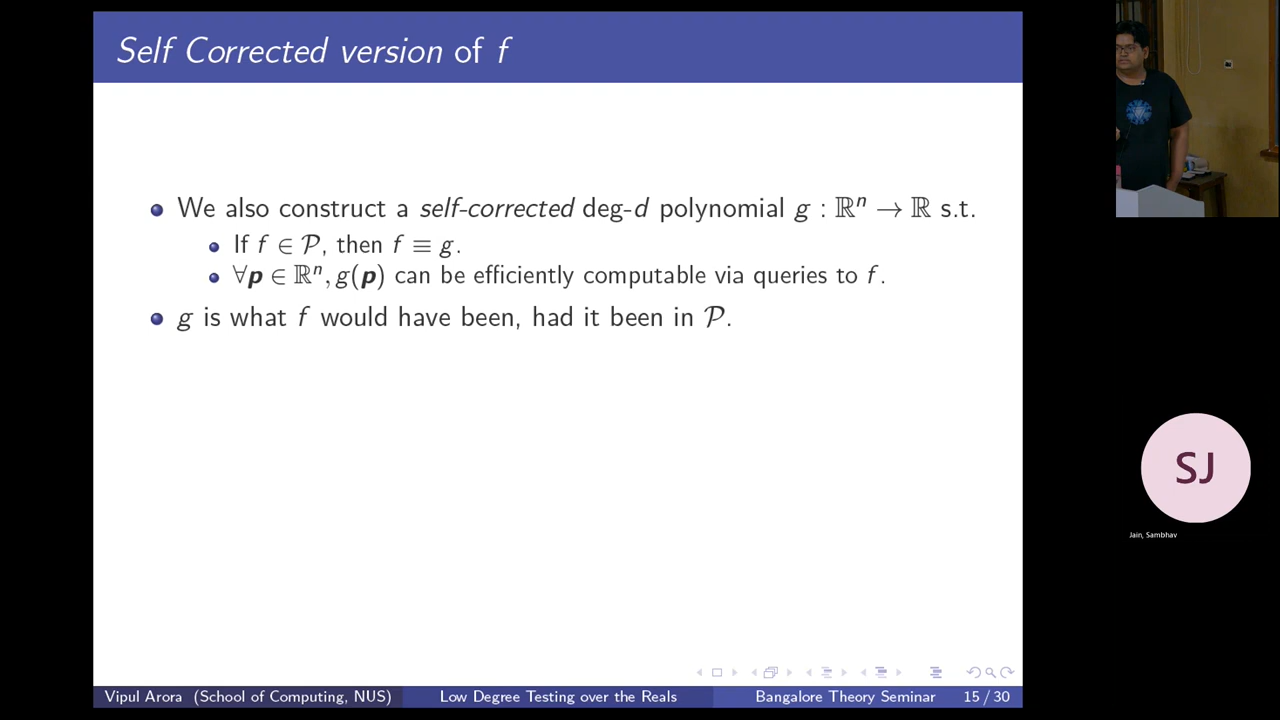 Self Corrected version of f
We also construct a self-corrected deg-d polynomial g : ℝⁿ → ℝ s.t.
If f ∈ 𝒫, then f ≡ g.
∀p ∈ ℝⁿ, g(p) can be efficiently computable via queries to f.
g is what f would have been, had it been in 𝒫.
SJ
Jain, Sambhav
Vipul Arora (School of Computing, NUS) Low Degree Testing over the Reals Bangalore Theory Seminar 15 / 30